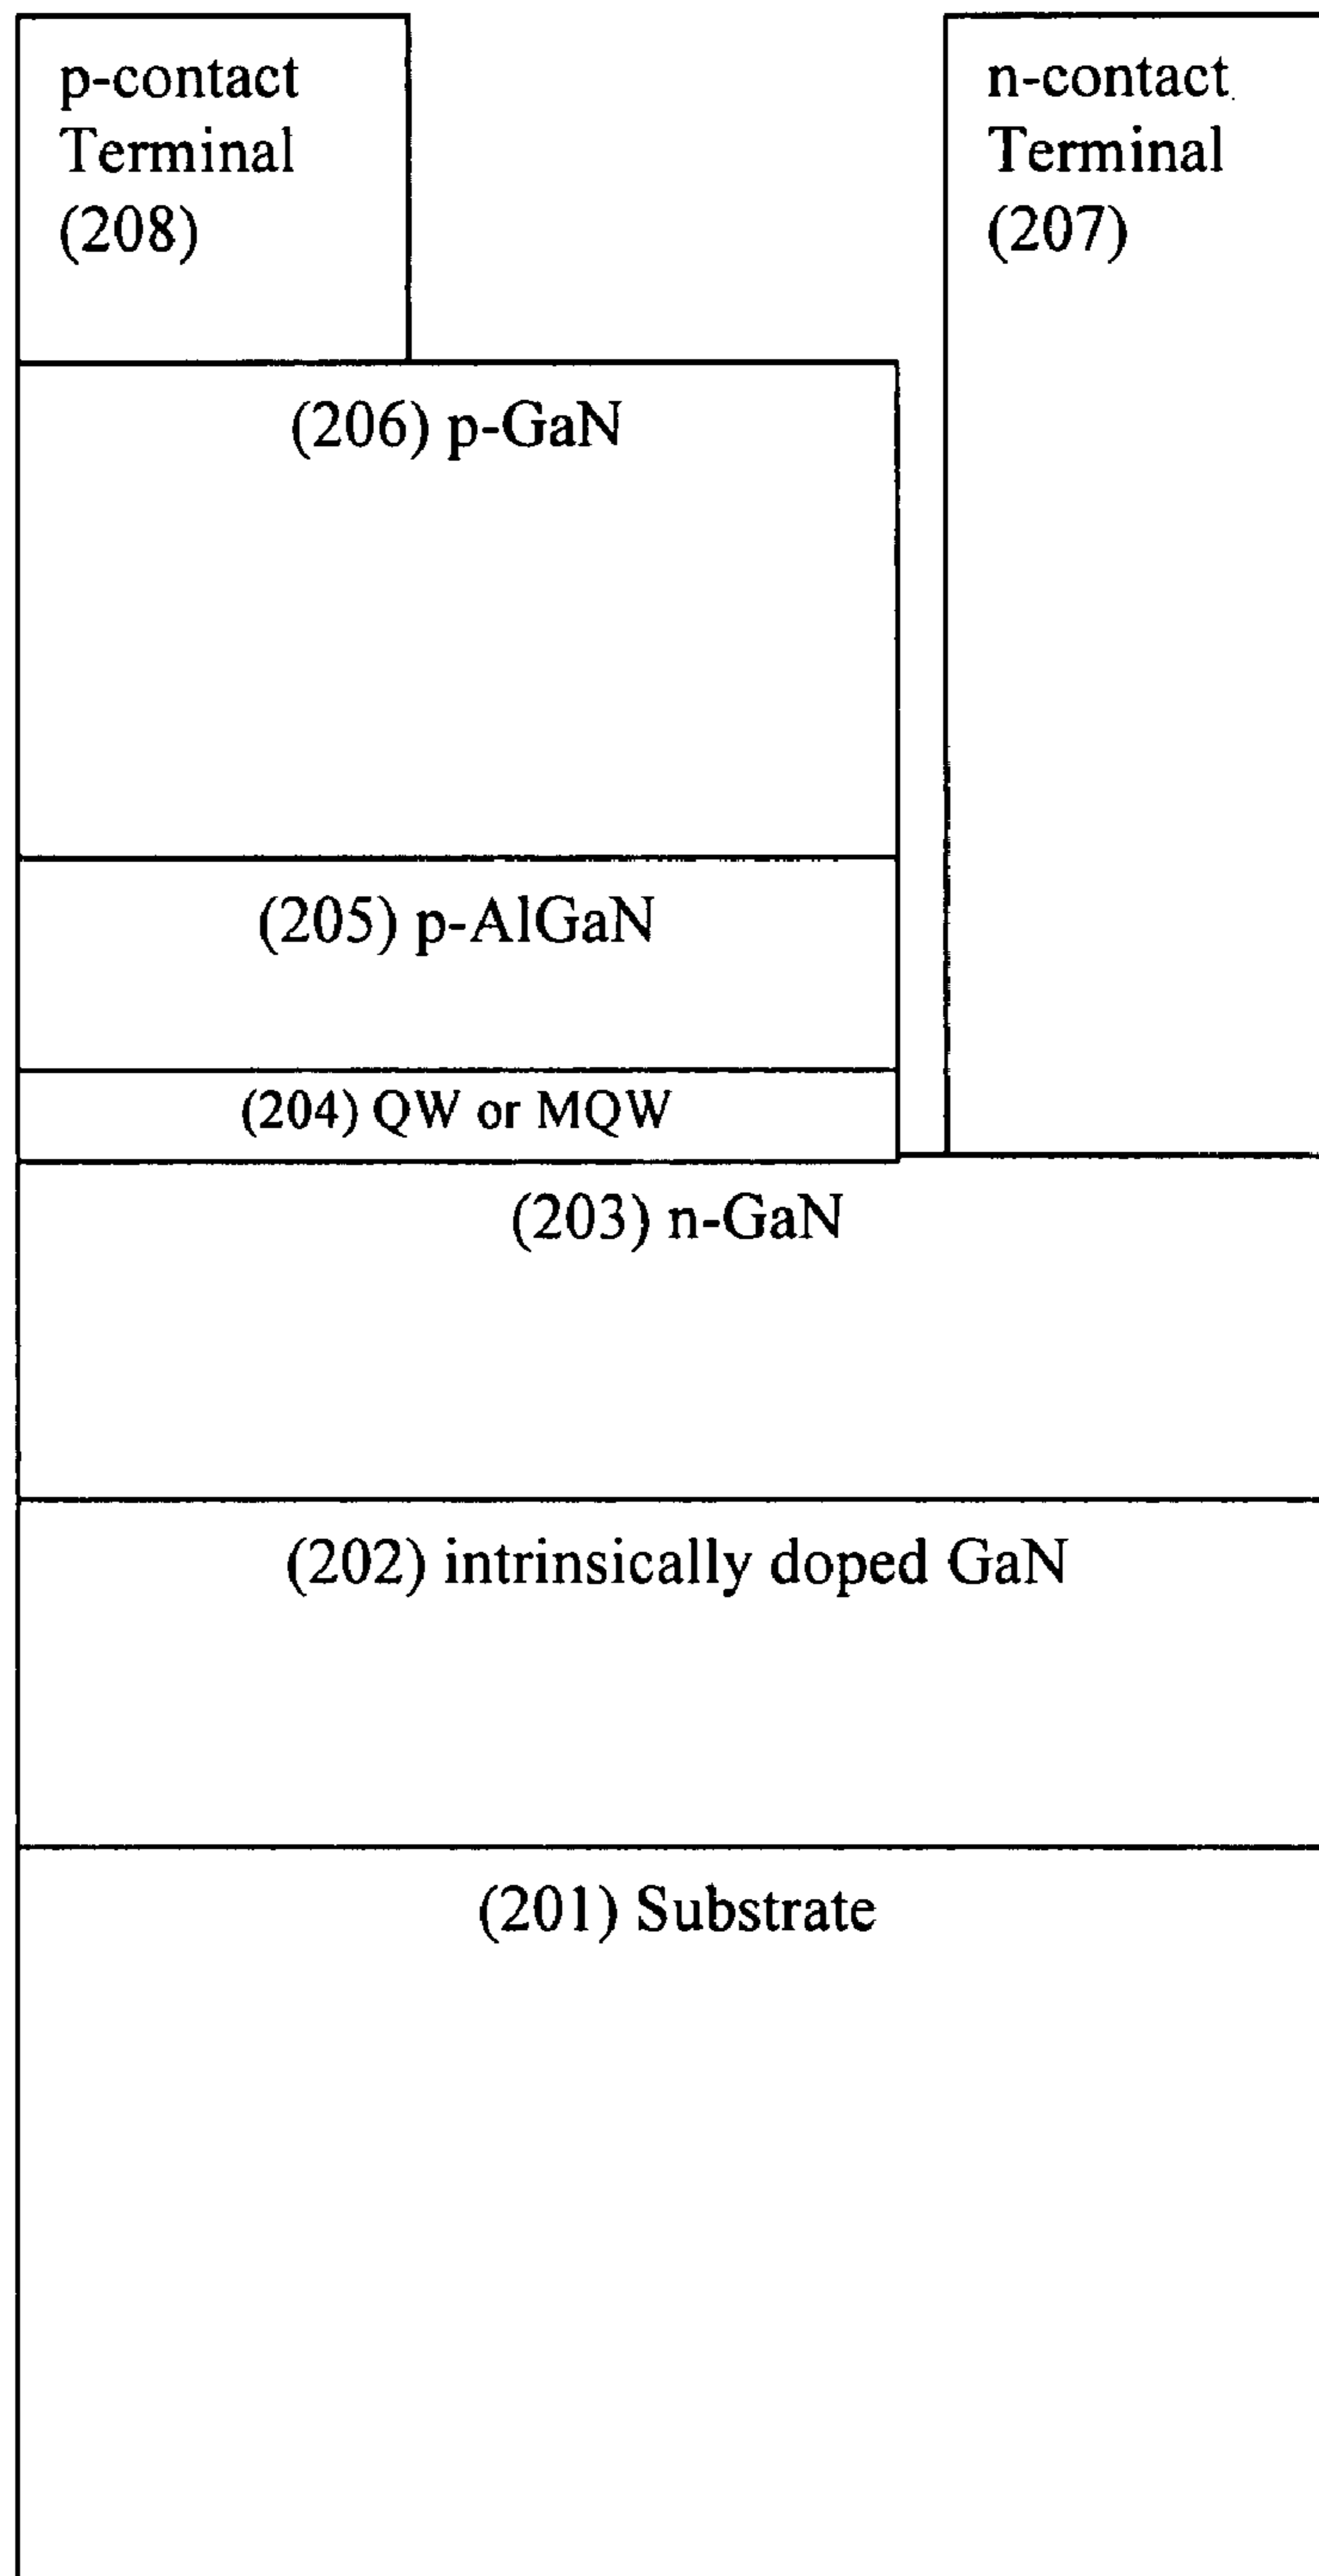 p-contact
Terminal
(208)
n-contact
Terminal
(207)
(206) p-GaN
(205) p-AlGaN
(204) QW or MQW
(203) n-GaN
(202) intrinsically doped GaN
(201) Substrate